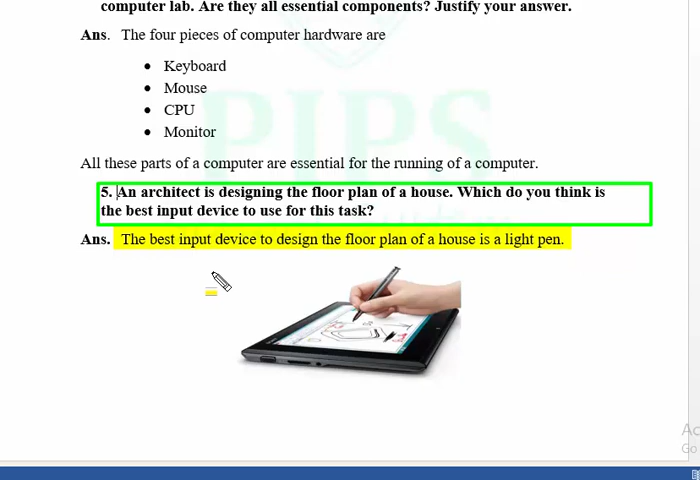 computer lab. Are they all essential components? Justify your answer.
Ans. The four pieces of computer hardware are
• Keyboard
• Mouse
• CPU
• Monitor
All these parts of a computer are essential for the running of a computer.
5. An architect is designing the floor plan of a house. Which do you think is
the best input device to use for this task?
Ans. The best input device to design the floor plan of a house is a light pen.
PIPS
Ac
Go